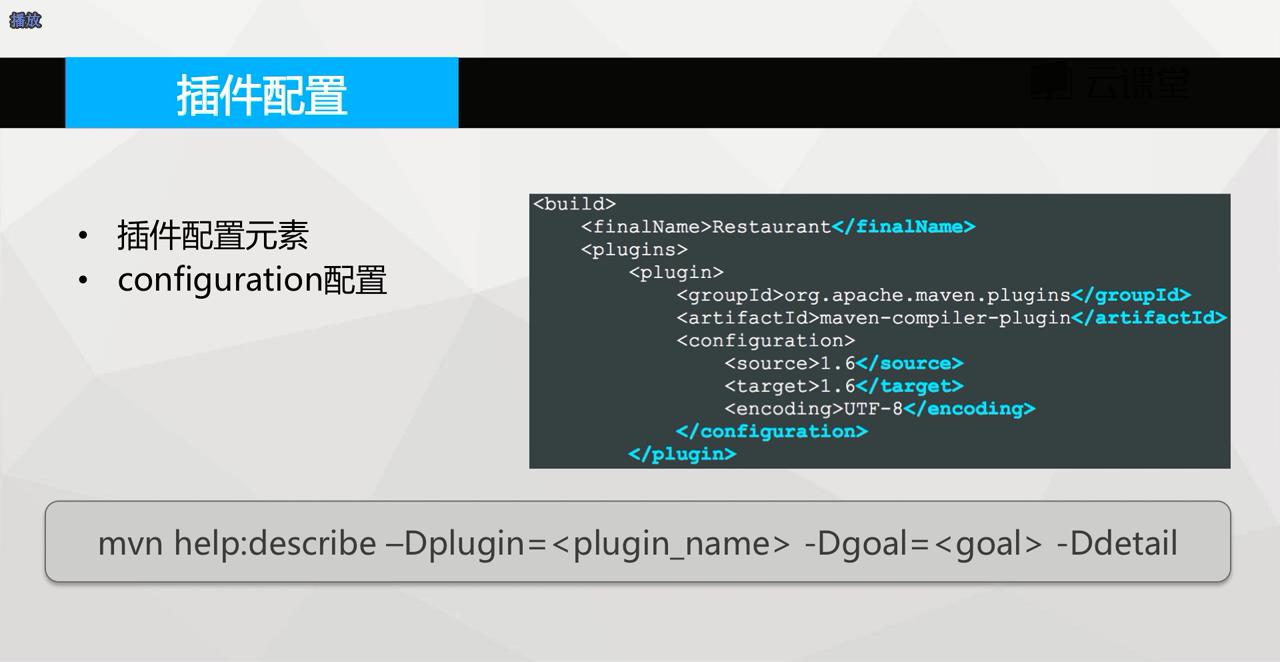 播放
云课堂
插件配置
• 插件配置元素
• configuration配置
<build>
<finalName>Restaurant</finalName>
<plugins>
<plugin>
<groupId>org.apache.maven.plugins</groupId>
<artifactId>maven-compiler-plugin</artifactId>
<configuration>
<source>1.6</source>
<target>1.6</target>
<encoding>UTF-8</encoding>
</configuration>
</plugin>
mvn help:describe –Dplugin=<plugin_name> -Dgoal=<goal> -Ddetail